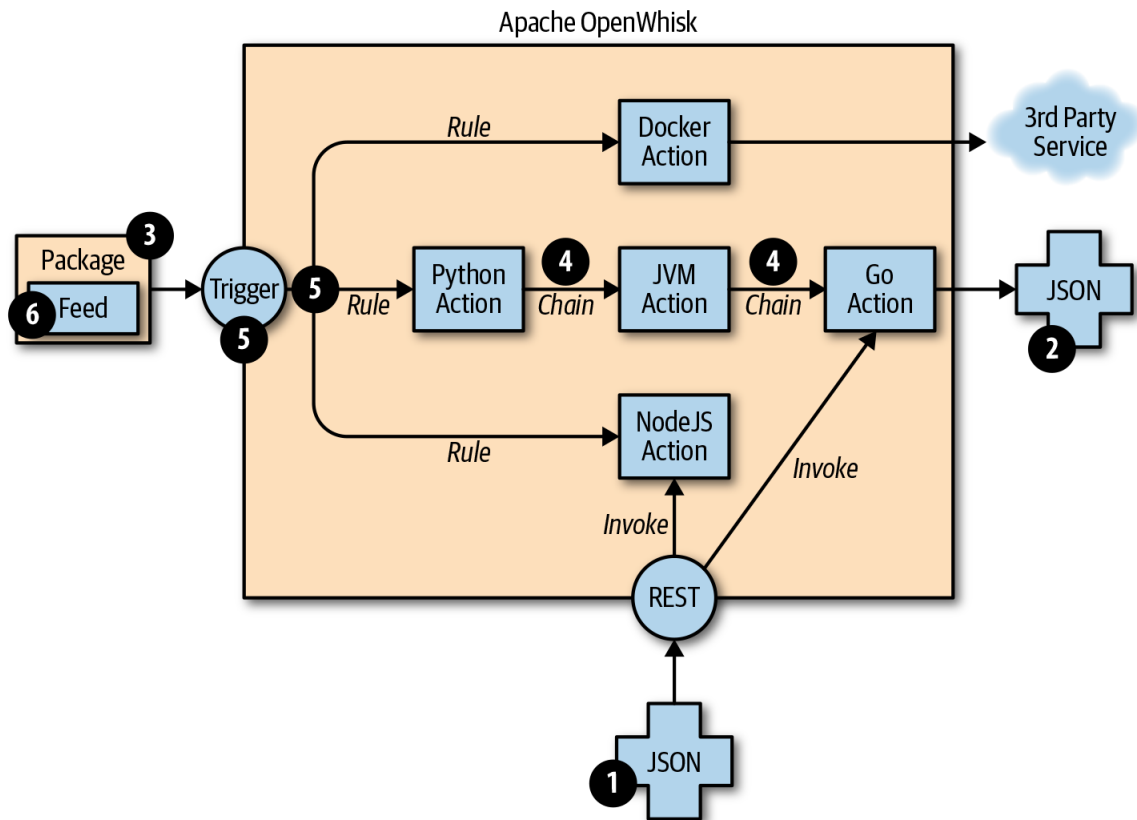 Apache OpenWhisk
Rule
Docker
Action
3rd Party
Service
3
Package
6
Feed
Trigger
5
5
Rule
Python
Action
4
Chain
JVM
Action
4
Chain
Go
Action
JSON
2
Rule
NodeJS
Action
Invoke
Invoke
REST
JSON
1